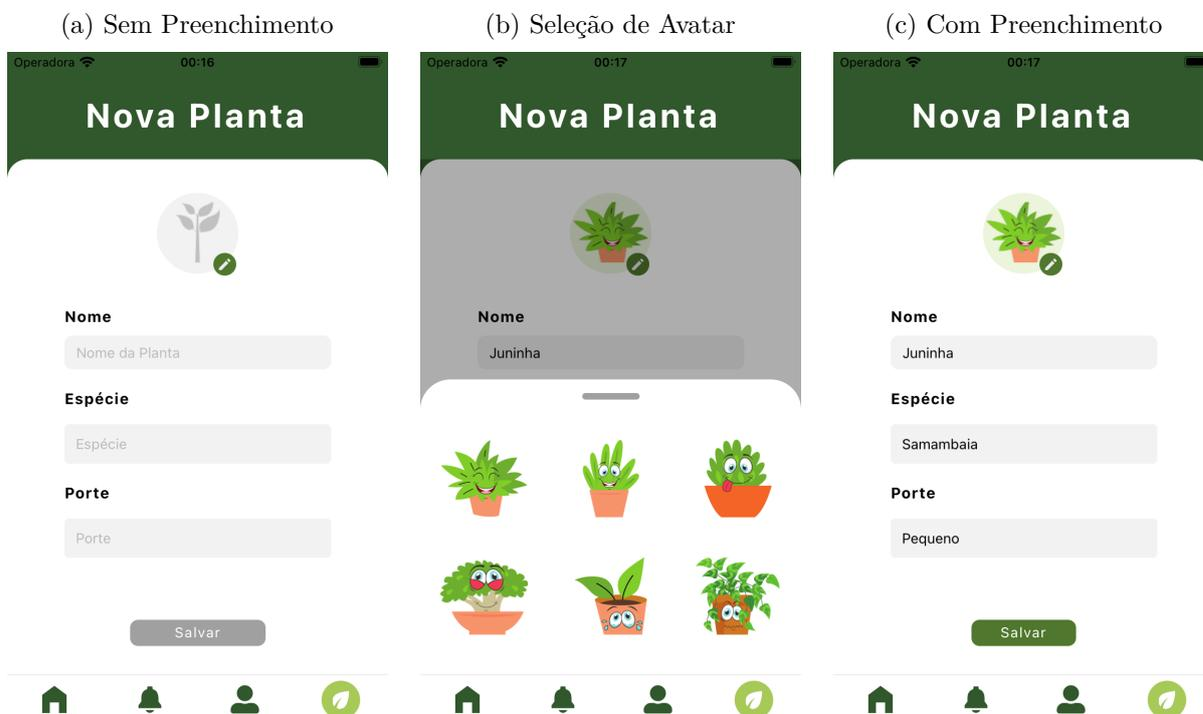 (a) Sem Preenchimento
Operadora 00:16
Nova Planta
Nome
Nome da Planta
Espécie
Espécie
Porte
Porte
Salvar
(b) Seleção de Avatar
Operadora 00:17
Nova Planta
Nome
Juninha
(c) Com Preenchimento
Operadora 00:17
Nova Planta
Nome
Juninha
Espécie
Samambaia
Porte
Pequeno
Salvar